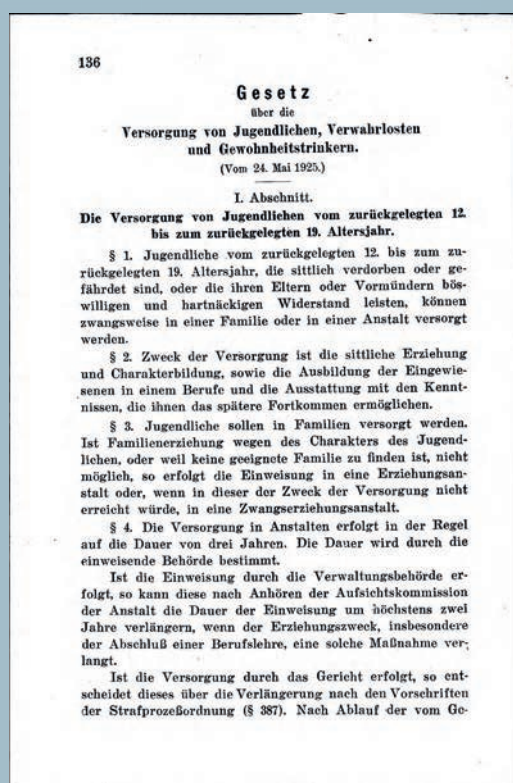 136
Gesetz
über die
Versorgung von Jugendlichen, Verwahrlosten
und Gewohnheitstrinkern.
(Vom 24. Mai 1925.)
I. Abschnitt.
Die Versorgung von Jugendlichen vom zurückgelegten 12.
bis zum zurückgelegten 19. Altersjahr.
§ 1. Jugendliche vom zurückgelegten 12. bis zum zu-
rückgelegten 19. Altersjahr, die sittlich verdorben oder ge-
fährdet sind, oder die ihren Eltern oder Vormündern bös-
willigen und hartnäckigen Widerstand leisten, können
zwangsweise in einer Familie oder in einer Anstalt versorgt
werden.
§ 2. Zweck der Versorgung ist die sittliche Erziehung
und Charakterbildung, sowie die Ausbildung der Eingewie-
senen in einem Berufe und die Ausstattung mit den Kennt-
nissen, die ihnen das spätere Fortkommen ermöglichen.
§ 3. Jugendliche sollen in Familien versorgt werden.
Ist Familienerziehung wegen des Charakters des Jugend-
lichen, oder weil keine geeignete Familie zu finden ist, nicht
möglich, so erfolgt die Einweisung in eine Erziehungsan-
stalt oder, wenn in dieser der Zweck der Versorgung nicht
erreicht würde, in eine Zwangserziehungsanstalt.
§ 4. Die Versorgung in Anstalten erfolgt in der Regel
auf die Dauer von drei Jahren. Die Dauer wird durch die
einweisende Behörde bestimmt.
Ist die Einweisung durch die Verwaltungsbehörde er-
folgt, so kann diese nach Anhören der Aufsichtskommission
der Anstalt die Dauer der Einweisung um höchstens zwei
Jahre verlängern, wenn der Erziehungszweck, insbesondere
der Abschluß einer Berufslehre, eine solche Maßnahme ver-
langt.
Ist die Versorgung durch das Gericht erfolgt, so ent-
scheidet dieses über die Verlängerung nach den Vorschriften
der Strafprozeßordnung (§ 387). Nach Ablauf der vom Ge-